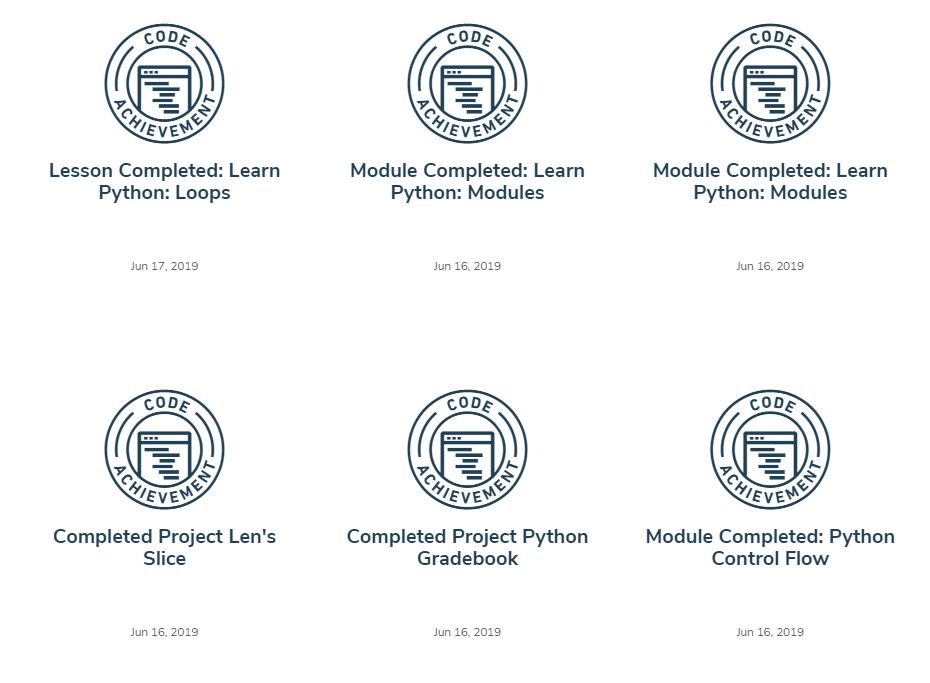 CODE
ACHIEVEMENT
CODE
ACHIEVEMENT
CODE
ACHIEVEMENT
Lesson Completed: Learn
Python: Loops
Module Completed: Learn
Python: Modules
Module Completed: Learn
Python: Modules
Jun 17, 2019
Jun 16, 2019
Jun 16, 2019
CODE
ACHIEVEMENT
CODE
ACHIEVEMENT
CODE
ACHIEVEMENT
Completed Project Len's
Slice
Completed Project Python
Gradebook
Module Completed: Python
Control Flow
Jun 16, 2019
Jun 16, 2019
Jun 16, 2019